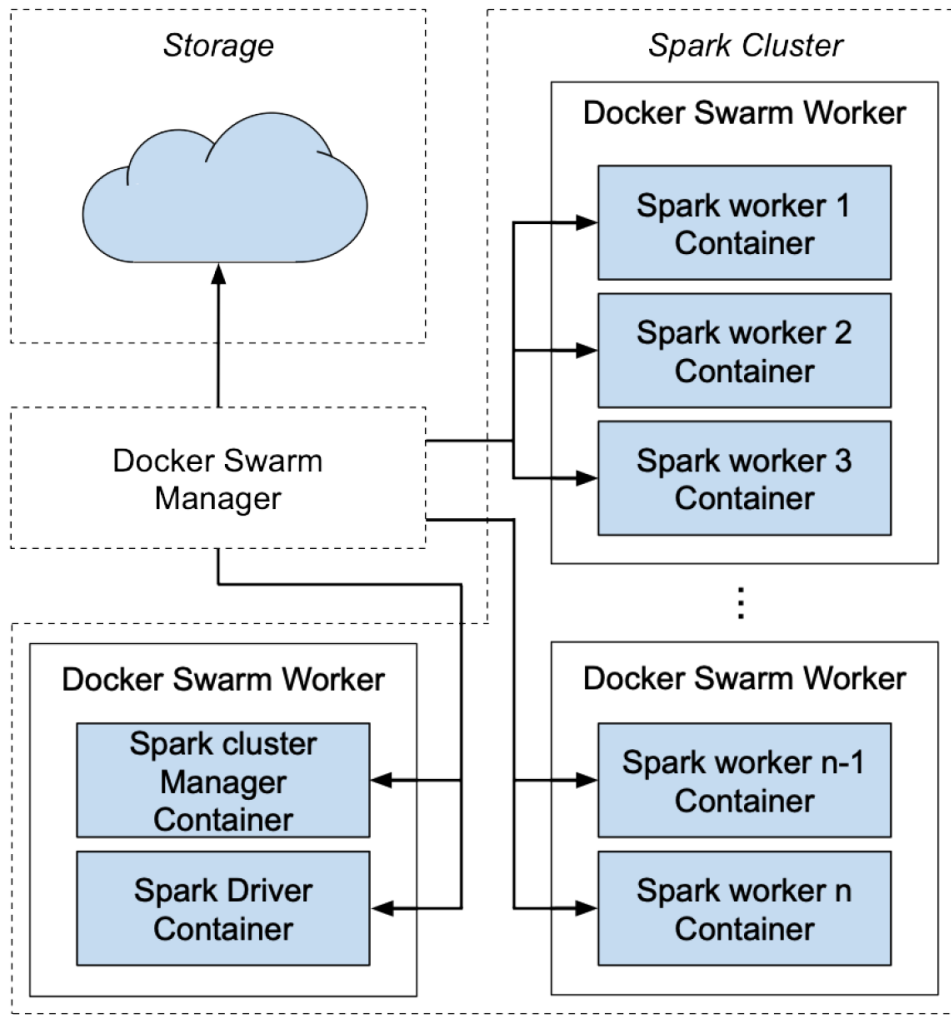 Storage
Spark Cluster
Docker Swarm Worker
Spark worker 1
Container
Spark worker 2
Container
Spark worker 3
Container
Docker Swarm
Manager
⋮
Docker Swarm Worker
Spark cluster
Manager
Container
Spark Driver
Container
Docker Swarm Worker
Spark worker n-1
Container
Spark worker n
Container